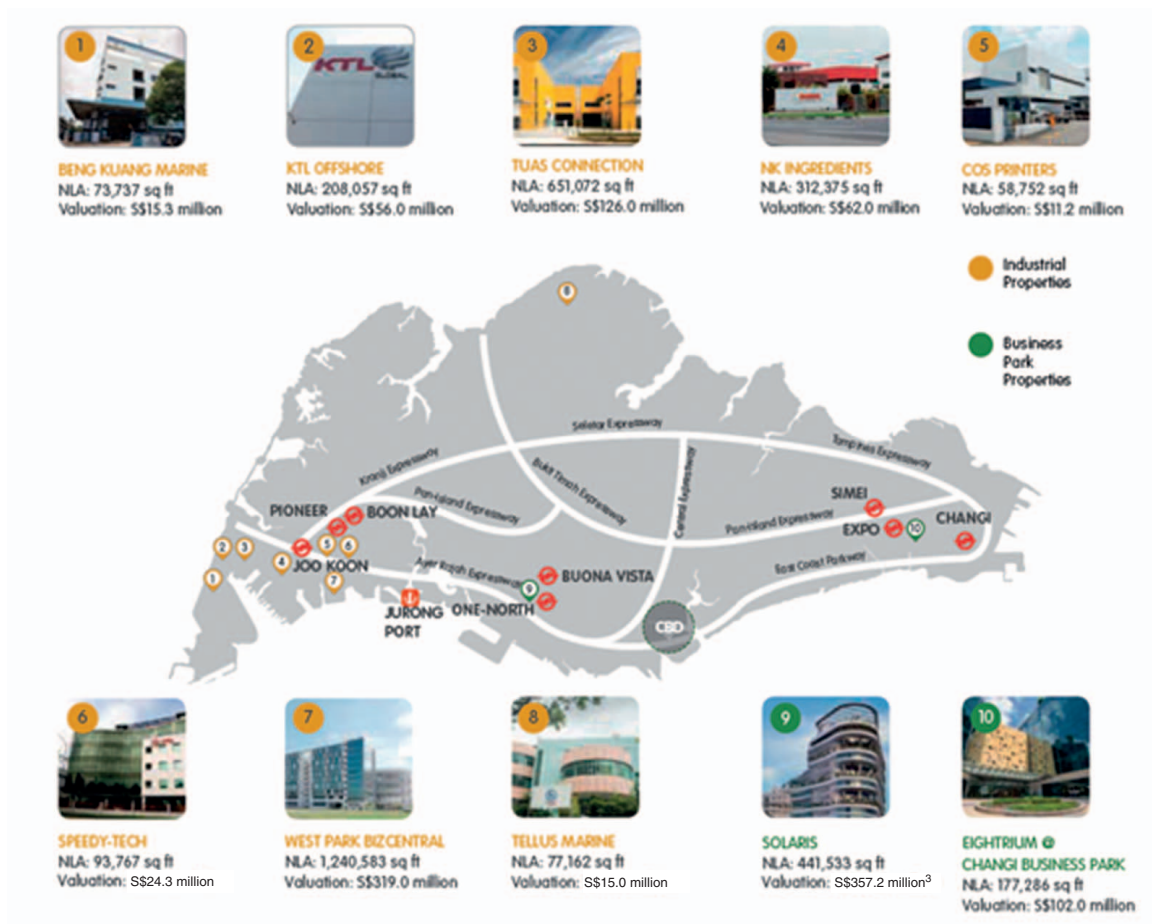 1
2
KTL
GLOBAL
3
4
5
BENG KUANG MARINE
NLA: 73,737 sq ft
Valuation: S$15.3 million
KTL OFFSHORE
NLA: 208,057 sq ft
Valuation: S$56.0 million
TUAS CONNECTION
NLA: 651,072 sq ft
Valuation: S$126.0 million
NK INGREDIENTS
NLA: 312,375 sq ft
Valuation: S$62.0 million
COS PRINTERS
NLA: 58,752 sq ft
Valuation: S$11.2 million
Industrial
Properties
Business
Park
Properties
8
Seletar Expressway
Tampines Expressway
Kranji Expressway
Bukit Timah Expressway
Central Expressway
Pan-Island Expressway
Pan-Island Expressway
SIMEI
EXPO
10
CHANGI
PIONEER
BOON LAY
2
3
5
6
4
JOO KOON
1
7
Ayer Rajah Expressway
East Coast Parkway
9
BUONA VISTA
ONE-NORTH
JURONG
PORT
CBD
6
7
8
9
10
SPEEDY-TECH
NLA: 93,767 sq ft
Valuation: S$24.3 million
WEST PARK BIZCENTRAL
NLA: 1,240,583 sq ft
Valuation: S$319.0 million
TELLUS MARINE
NLA: 77,162 sq ft
Valuation: S$15.0 million
SOLARIS
NLA: 441,533 sq ft
Valuation: S$357.2 million3
EIGHTRIUM @
CHANGI BUSINESS PARK
NLA: 177,286 sq ft
Valuation: S$102.0 million